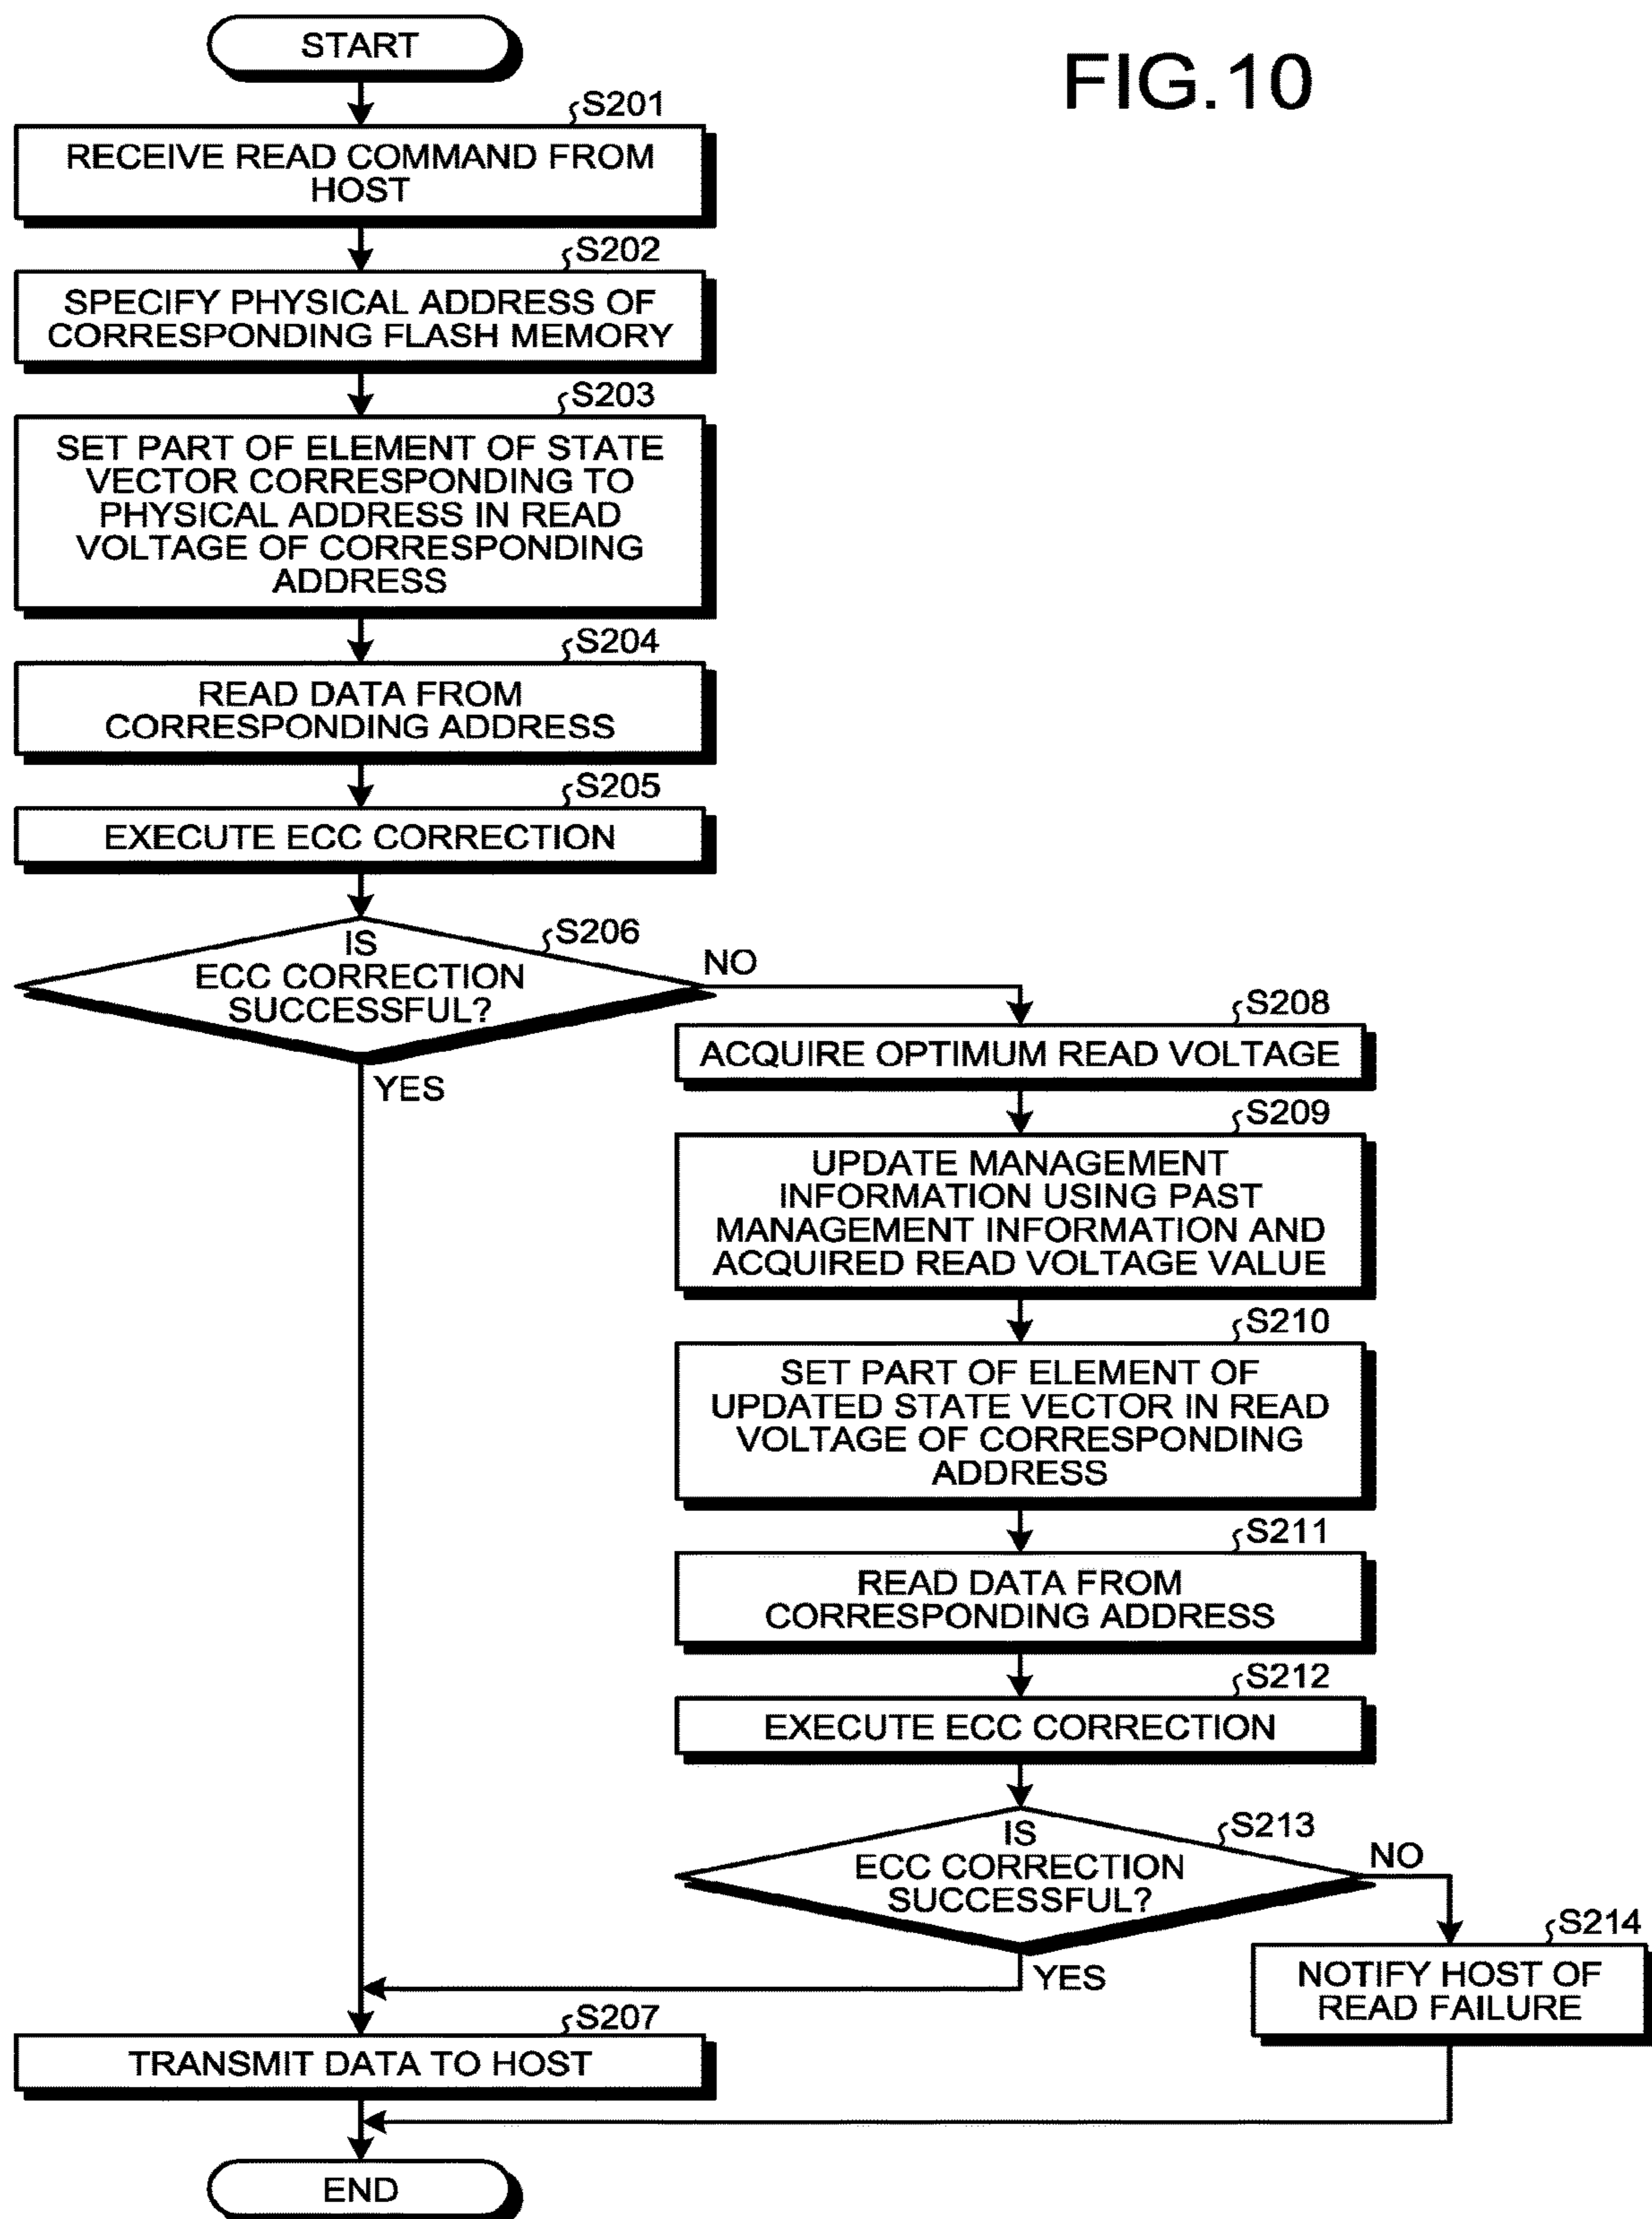 FIG.10
START
S201
RECEIVE READ COMMAND FROM
HOST
S202
SPECIFY PHYSICAL ADDRESS OF
CORRESPONDING FLASH MEMORY
S203
SET PART OF ELEMENT OF STATE
VECTOR CORRESPONDING TO
PHYSICAL ADDRESS IN READ
VOLTAGE OF CORRESPONDING
ADDRESS
S204
READ DATA FROM
CORRESPONDING ADDRESS
S205
EXECUTE ECC CORRECTION
S206
IS
ECC CORRECTION
SUCCESSFUL?
NO
YES
S208
ACQUIRE OPTIMUM READ VOLTAGE
S209
UPDATE MANAGEMENT
INFORMATION USING PAST
MANAGEMENT INFORMATION AND
ACQUIRED READ VOLTAGE VALUE
S210
SET PART OF ELEMENT OF
UPDATED STATE VECTOR IN READ
VOLTAGE OF CORRESPONDING
ADDRESS
S211
READ DATA FROM
CORRESPONDING ADDRESS
S212
EXECUTE ECC CORRECTION
S213
IS
ECC CORRECTION
SUCCESSFUL?
NO
YES
S214
NOTIFY HOST OF
READ FAILURE
S207
TRANSMIT DATA TO HOST
END